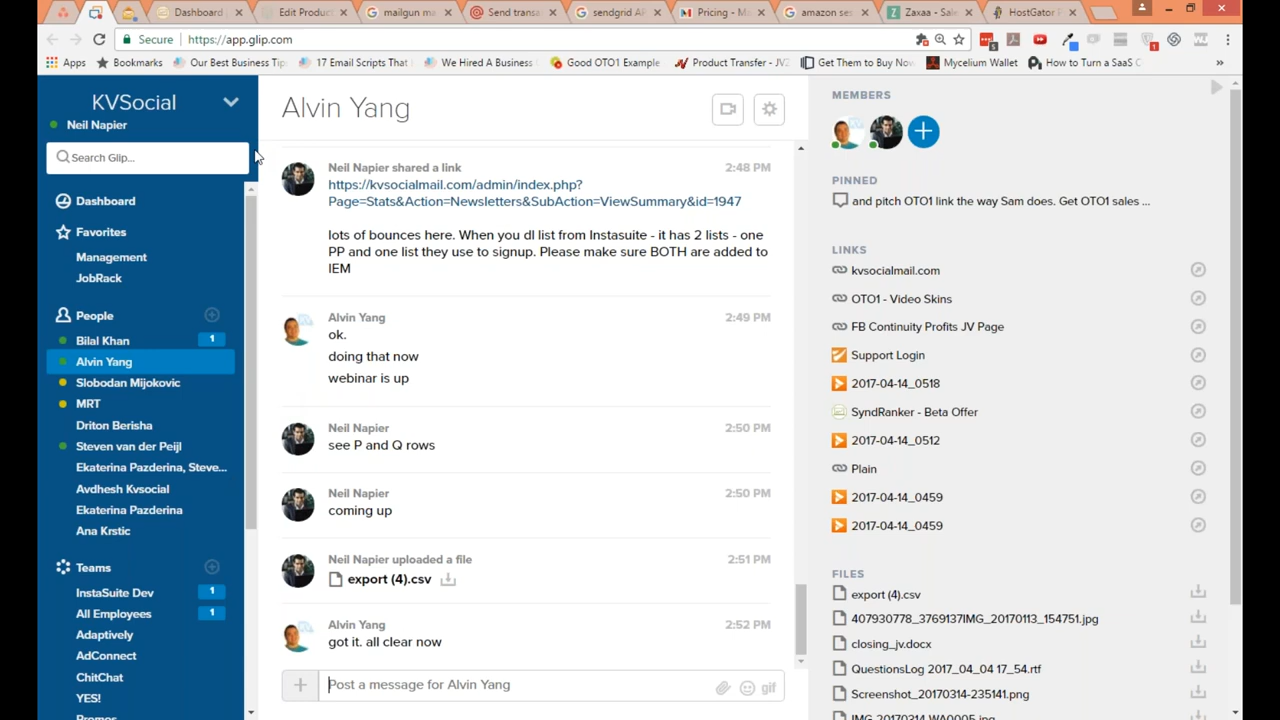 Dashboard
Edit Produc
mailgun ma
Send transa
sendgrid AP
Pricing - Ma
amazon ses
Zaxaa - Sale
HostGator P
Secure
https://app.glip.com
Apps
Bookmarks
Our Best Business Tip
17 Email Scripts That
We Hired A Business
Good OTO1 Example
Product Transfer - JV2
Get Them to Buy Now
Mycelium Wallet
How to Turn a SaaS C
»
KVSocial
Neil Napier
Search Glip...
Dashboard
Favorites
Management
JobRack
People
Bilal Khan 1
Alvin Yang
Slobodan Mijokovic
MRT
Driton Berisha
Steven van der Peijl
Ekaterina Pazderina, Steve...
Avdhesh Kvsocial
Ekaterina Pazderina
Ana Krstic
Teams
InstaSuite Dev 1
All Employees 1
Adaptively
AdConnect
ChitChat
YES!
Promos
Alvin Yang
Neil Napier shared a link 2:48 PM
https://kvsocialmail.com/admin/index.php?
Page=Stats&Action=Newsletters&SubAction=ViewSummary&id=1947
lots of bounces here. When you dl list from Instasuite - it has 2 lists - one
PP and one list they use to signup. Please make sure BOTH are added to
IEM
Alvin Yang 2:49 PM
ok.
doing that now
webinar is up
Neil Napier 2:50 PM
see P and Q rows
Neil Napier 2:50 PM
coming up
Neil Napier uploaded a file 2:51 PM
export (4).csv
Alvin Yang 2:52 PM
got it. all clear now
Post a message for Alvin Yang
gif
MEMBERS
PINNED
and pitch OTO1 link the way Sam does. Get OTO1 sales ...
LINKS
kvsocialmail.com
OTO1 - Video Skins
FB Continuity Profits JV Page
Support Login
2017-04-14_0518
SyndRanker - Beta Offer
2017-04-14_0512
Plain
2017-04-14_0459
2017-04-14_0459
FILES
export (4).csv
407930778_3769137IMG_20170113_154751.jpg
closing_jv.docx
QuestionsLog 2017_04_04 17_54.rtf
Screenshot_20170314-235141.png
IMG-20170314-WA0005.jpg